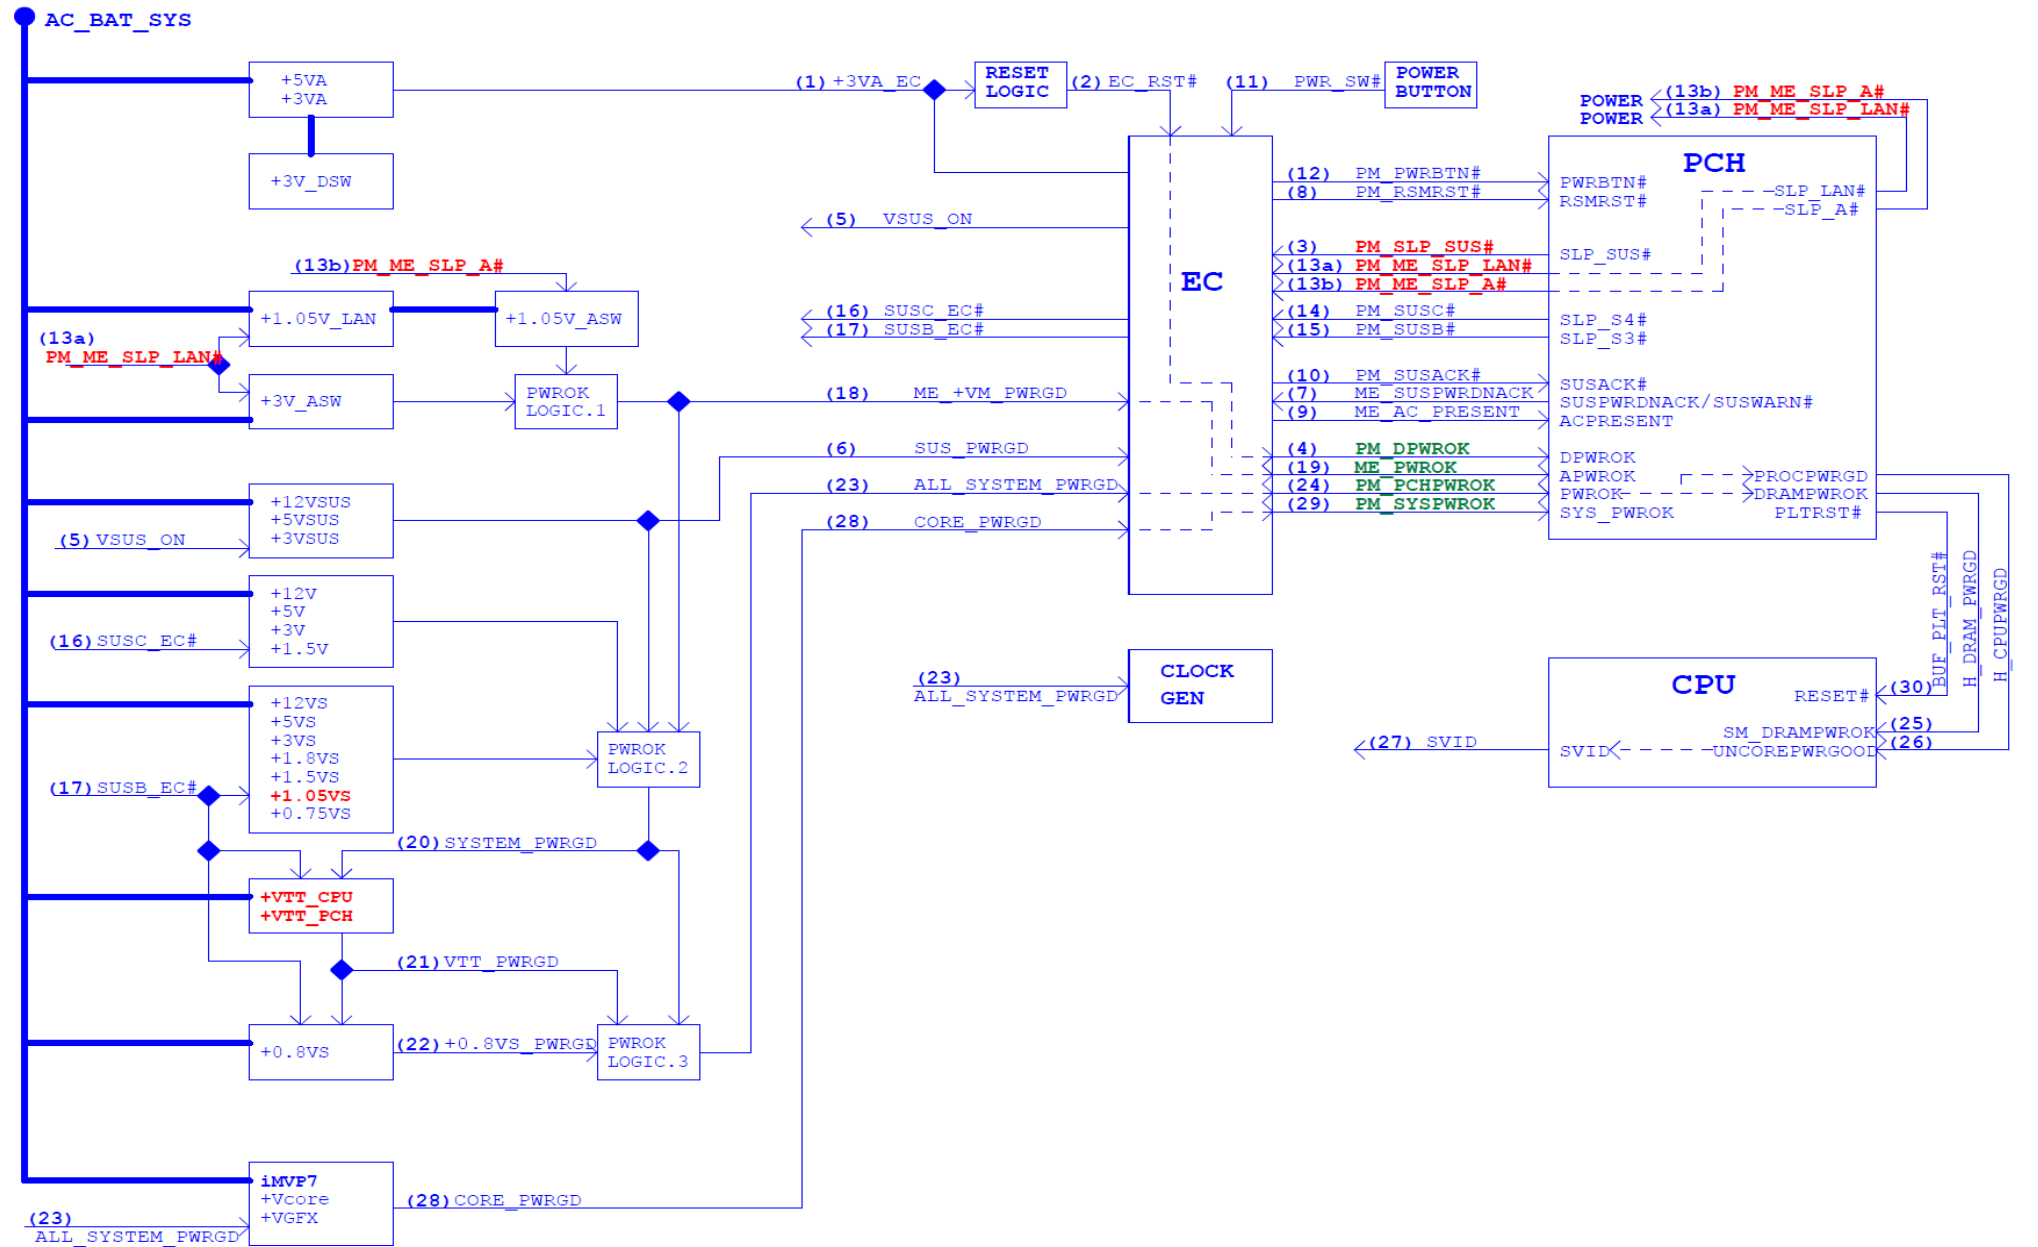 AC_BAT_SYS
+5VA
+3VA
(1) +3VA_EC
RESET
LOGIC
(2) EC_RST#
(11) PWR_SW#
POWER
BUTTON
POWER (13b) PM_ME_SLP_A#
POWER (13a) PM_ME_SLP_LAN#
+3V_DSW
EC
(12) PM_PWRBTN#
(8) PM_RSMRST#
(3) PM_SLP_SUS#
(13a) PM_ME_SLP_LAN#
(13b) PM_ME_SLP_A#
(14) PM_SUSC#
(15) PM_SUSB#
(10) PM_SUSACK#
(7) ME_SUSPWRDNACK
(9) ME_AC_PRESENT
(4) PM_DPWROK
(19) ME_PWROK
(24) PM_PCHPWROK
(29) PM_SYSPWROK
PCH
PWRBTN#
RSMRST#
SLP_LAN#
SLP_A#
SLP_SUS#
SLP_S4#
SLP_S3#
SUSACK#
SUSPWRDNACK/SUSWARN#
ACPRESENT
DPWROK
APWROK
PWROK
SYS_PWROK
PROCPWRGD
DRAMPWROK
PLTRST#
(5) VSUS_ON
(16) SUSC_EC#
(17) SUSB_EC#
(18) ME_+VM_PWRGD
(6) SUS_PWRGD
(23) ALL_SYSTEM_PWRGD
(28) CORE_PWRGD
(13b)PM_ME_SLP_A#
+1.05V_LAN
+1.05V_ASW
(13a)
PM_ME_SLP_LAN#
+3V_ASW
PWROK
LOGIC.1
+12VSUS
+5VSUS
+3VSUS
(5) VSUS_ON
+12V
+5V
+3V
+1.5V
(16) SUSC_EC#
+12VS
+5VS
+3VS
+1.8VS
+1.5VS
+1.05VS
+0.75VS
(17) SUSB_EC#
PWROK
LOGIC.2
(20) SYSTEM_PWRGD
+VTT_CPU
+VTT_PCH
(21) VTT_PWRGD
+0.8VS
(22) +0.8VS_PWRGD
PWROK
LOGIC.3
iMVP7
+Vcore
+VGFX
(28) CORE_PWRGD
(23)
ALL_SYSTEM_PWRGD
(23)
ALL_SYSTEM_PWRGD
CLOCK
GEN
BUF_PLT_RST#
H_DRAM_PWRGD
H_CPUPWRGD
CPU
RESET#
(30)
SM_DRAMPWROK
(25)
UNCOREPWRGOOD
(26)
SVID
(27) SVID